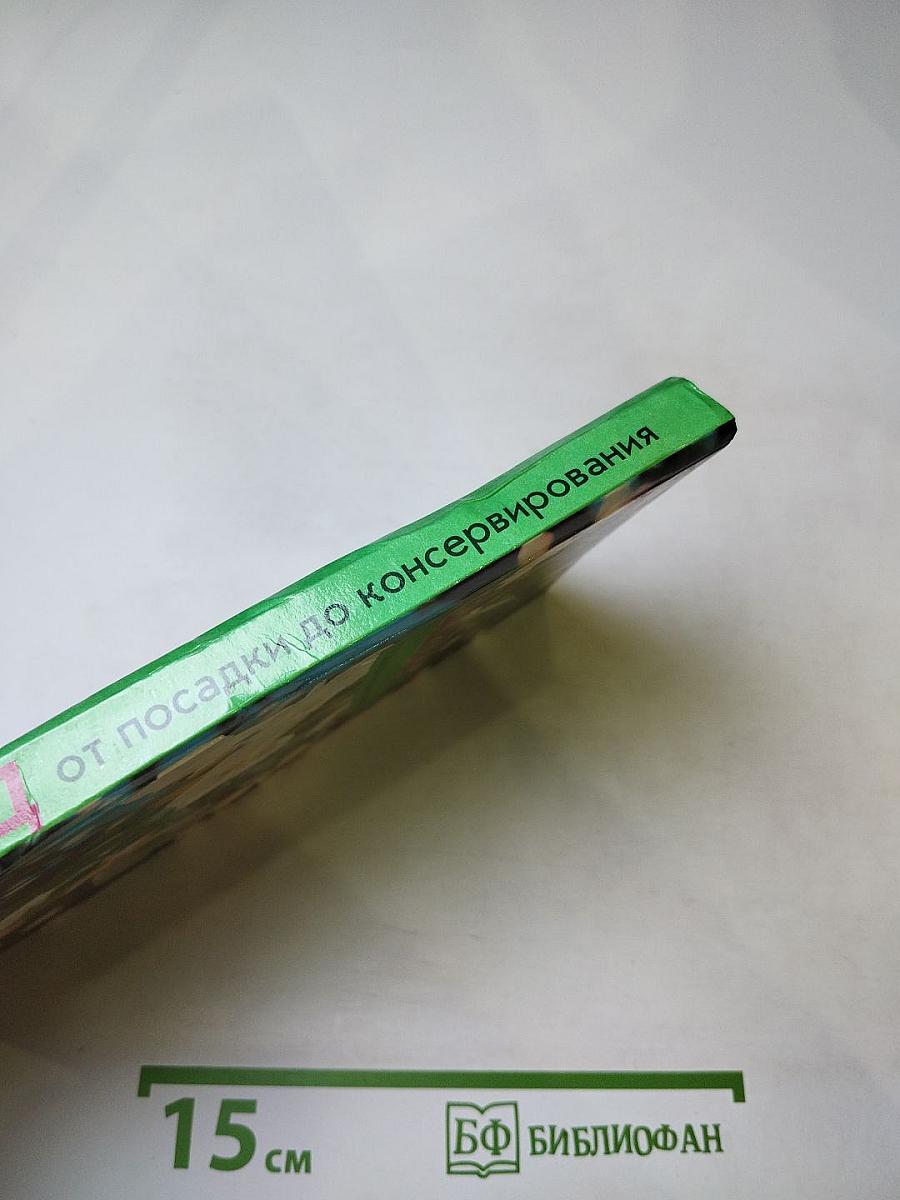 от посадки до консервирования
15 см
БФ БИБЛИОФАН